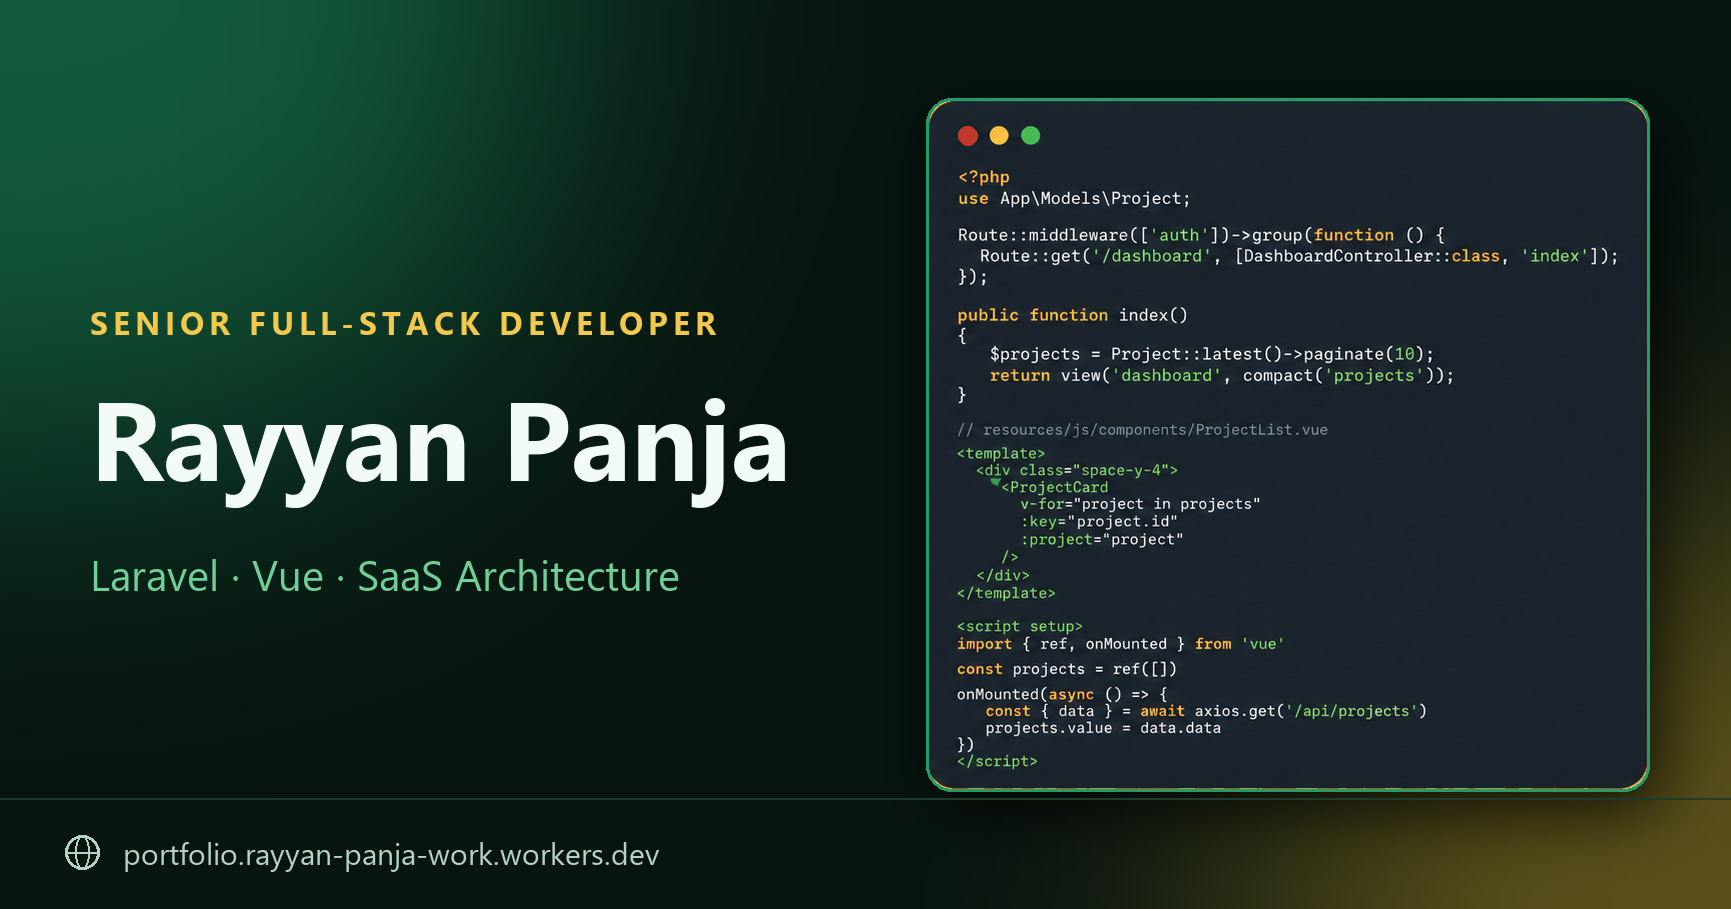 SENIOR FULL-STACK DEVELOPER
Rayyan Panja
Laravel · Vue · SaaS Architecture
<?php
use App\Models\Project;
Route::middleware(['auth'])->group(function () {
Route::get('/dashboard', [DashboardController::class, 'index']);
});
public function index()
{
$projects = Project::latest()->paginate(10);
return view('dashboard', compact('projects'));
}
// resources/js/components/ProjectList.vue
<template>
<div class="space-y-4">
<ProjectCard
v-for="project in projects"
:key="project.id"
:project="project"
/>
</div>
</template>
<script setup>
import { ref, onMounted } from 'vue'
const projects = ref([])
onMounted(async () => {
const { data } = await axios.get('/api/projects')
projects.value = data.data
})
</script>
portfolio.rayyan-panja-work.workers.dev